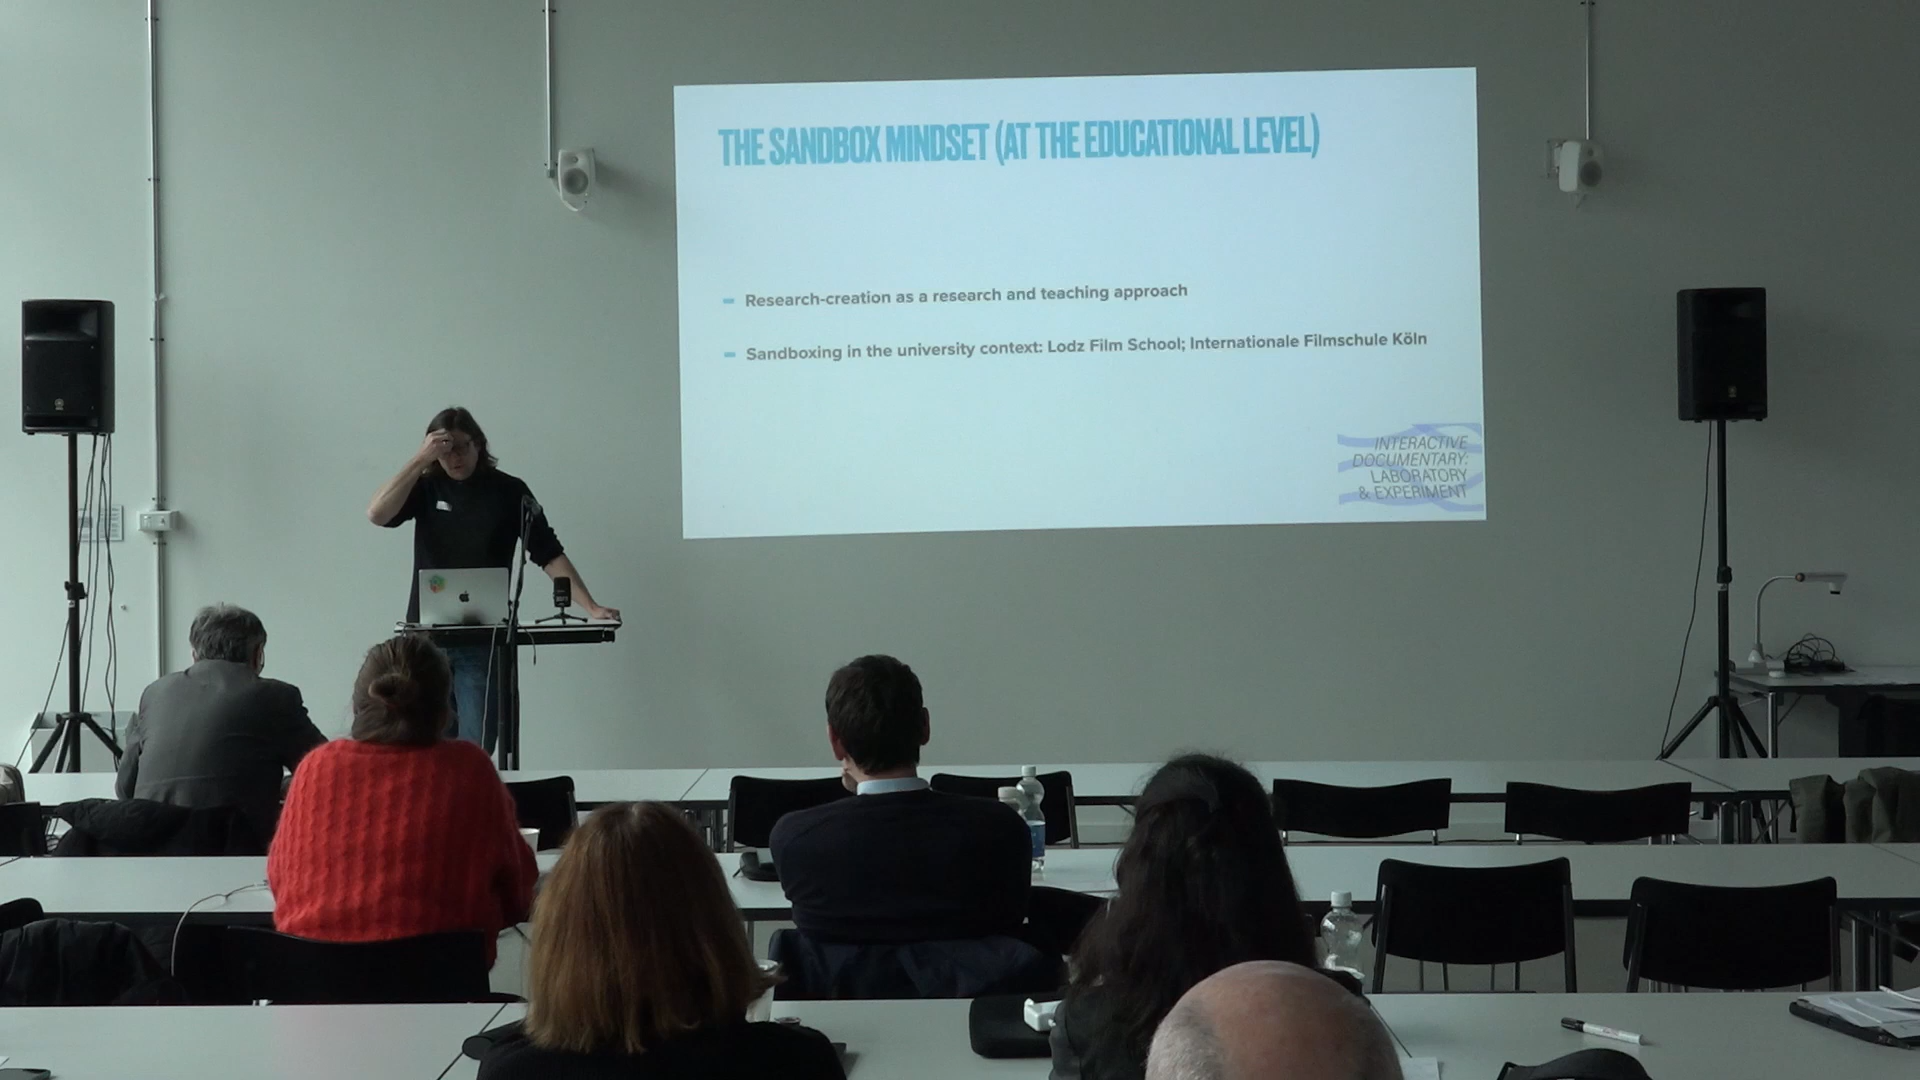 THE SANDBOX MINDSET (AT THE EDUCATIONAL LEVEL)
Research-creation as a research and teaching approach
Sandboxing in the university context: Lodz Film School; Internationale Filmschule Köln
INTERACTIVE
DOCUMENTARY:
LABORATORY
& EXPERIMENT